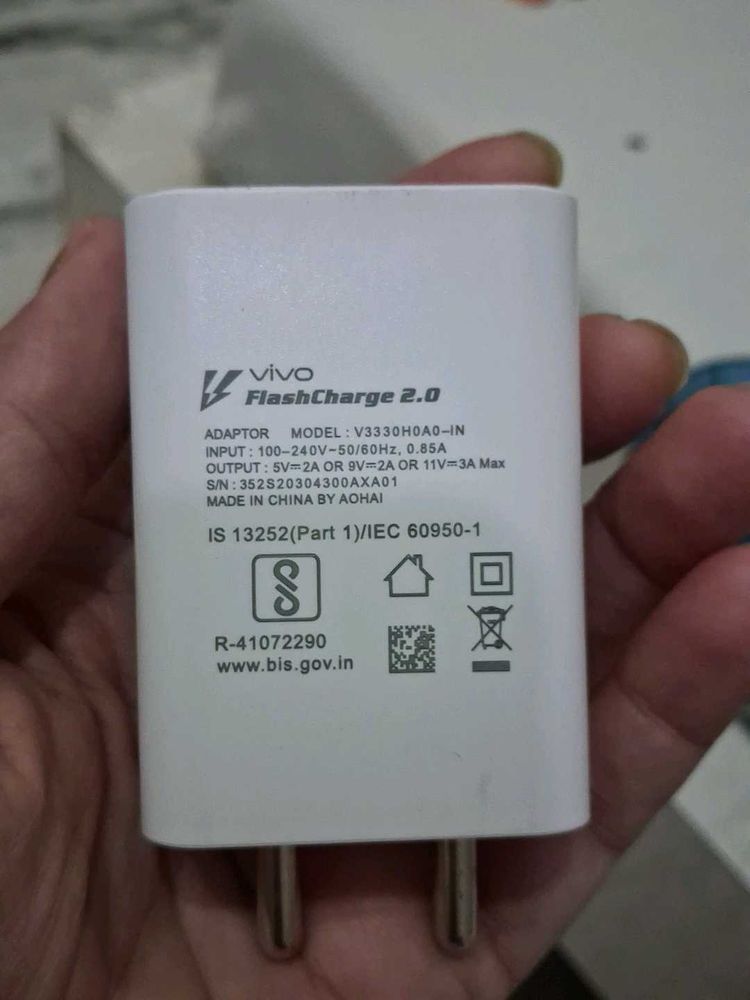 vivo
FlashCharge 2.0
ADAPTOR MODEL : V3330H0A0-IN
INPUT : 100-240V~50/60Hz, 0.85A
OUTPUT : 5V⎓2A OR 9V⎓2A OR 11V⎓3A Max
S/N : 352S20304300AXA01
MADE IN CHINA BY AOHAI
IS 13252(Part 1)/IEC 60950-1
R-41072290
www.bis.gov.in